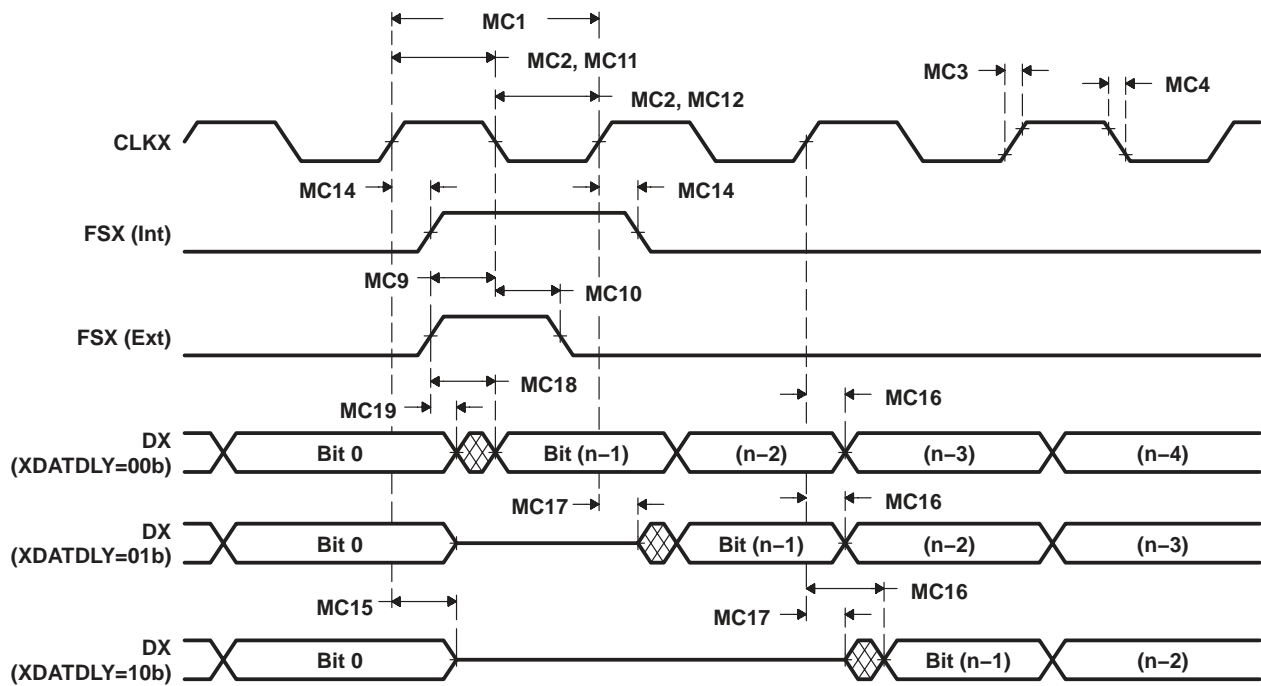 MC1
MC2, MC11
MC3
MC4
MC2, MC12
CLKX
MC14
MC14
FSX (Int)
MC9
MC10
FSX (Ext)
MC18
MC19
MC16
DX
(XDATDLY=00b)
Bit 0
Bit (n−1)
(n−2)
(n−3)
(n−4)
MC17
MC16
DX
(XDATDLY=01b)
Bit 0
Bit (n−1)
(n−2)
(n−3)
MC15
MC16
MC17
DX
(XDATDLY=10b)
Bit 0
Bit (n−1)
(n−2)